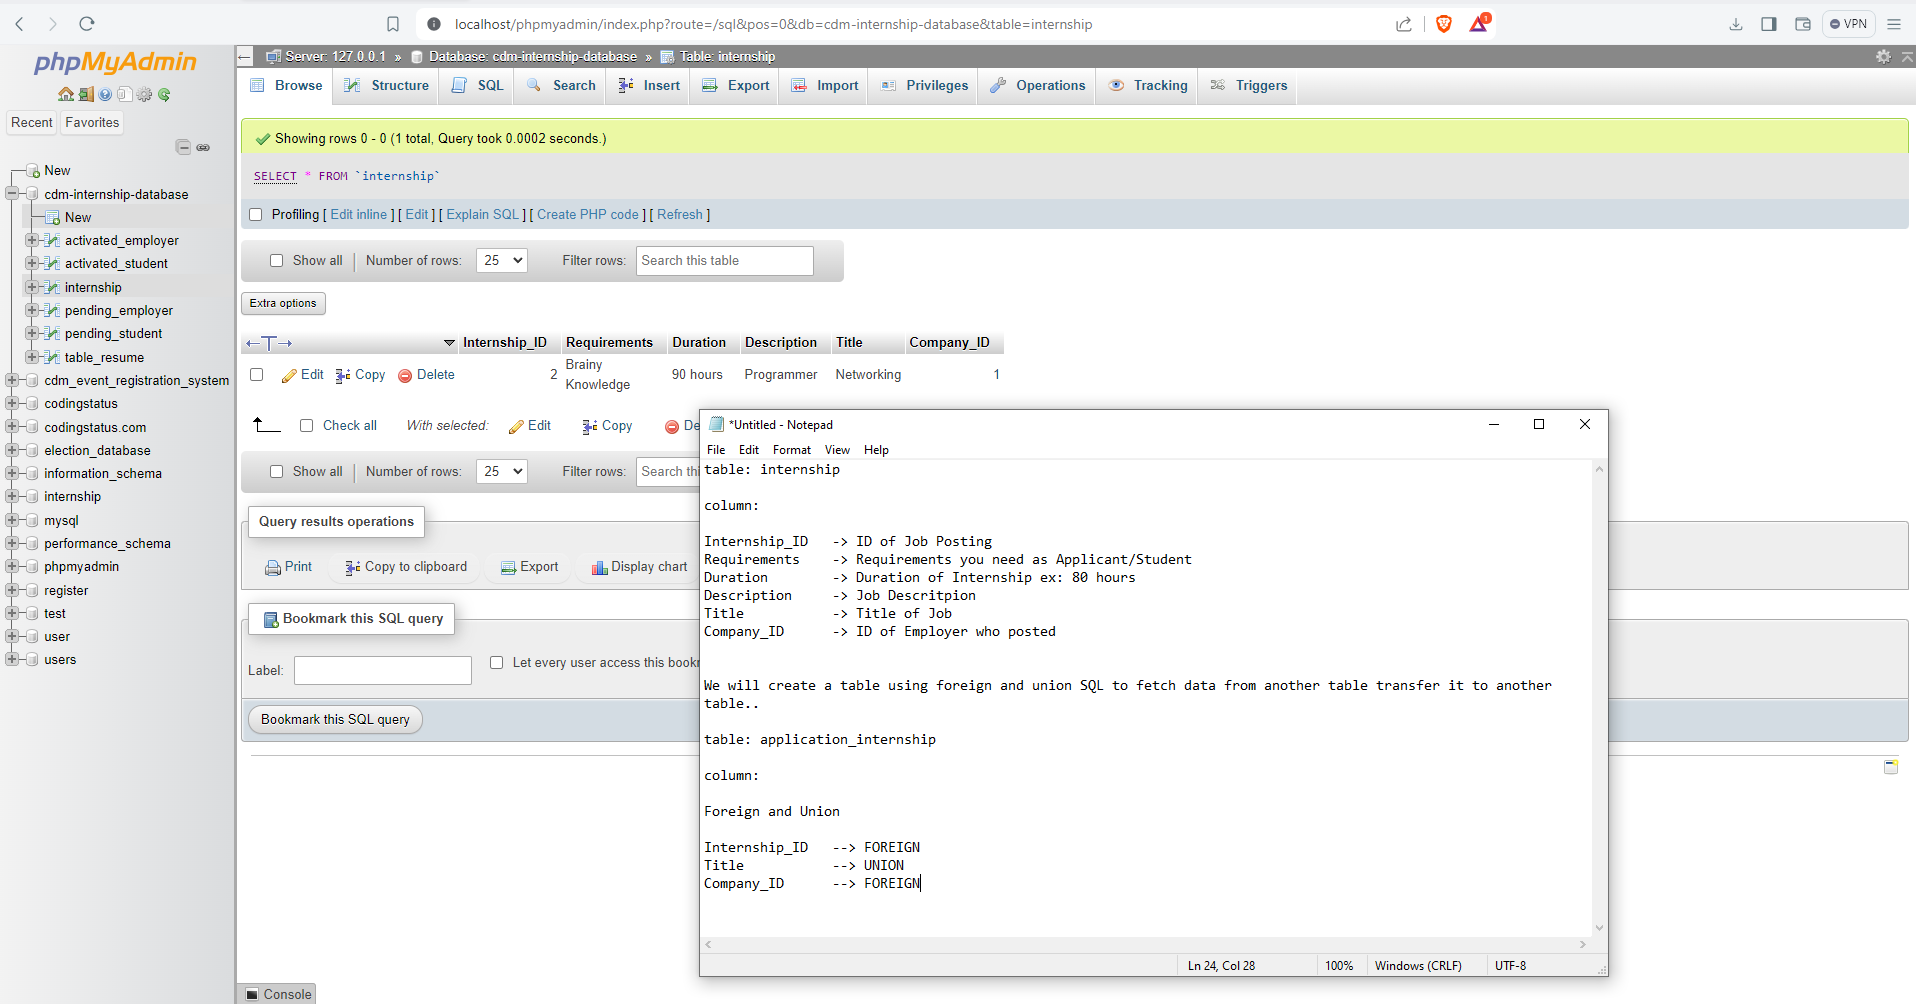 localhost/phpmyadmin/index.php?route=/sql&pos=0&db=cdm-internship-database&table=internship
1
VPN
phpMyAdmin
Recent Favorites
New
cdm-internship-database
New
activated_employer
activated_student
internship
pending_employer
pending_student
table_resume
cdm_event_registration_system
codingstatus
codingstatus.com
election_database
information_schema
internship
mysql
performance_schema
phpmyadmin
register
test
user
users
Server: 127.0.0.1 » Database: cdm-internship-database » Table: internship
Browse Structure SQL Search Insert Export Import Privileges Operations Tracking Triggers
Showing rows 0 - 0 (1 total, Query took 0.0002 seconds.)
SELECT * FROM `internship`
Profiling [ Edit inline ] [ Edit ] [ Explain SQL ] [ Create PHP code ] [ Refresh ]
Show all Number of rows: 25 Filter rows: Search this table
Extra options
←T→ Internship_ID Requirements Duration Description Title Company_ID
Edit Copy Delete 2 Brainy Knowledge 90 hours Programmer Networking 1
Check all With selected: Edit Copy De
Show all Number of rows: 25 Filter rows: Search thi
Query results operations
Print Copy to clipboard Export Display chart
Bookmark this SQL query
Label: Let every user access this bookr
Bookmark this SQL query
Console
*Untitled - Notepad
File Edit Format View Help
table: internship
column:
Internship_ID -> ID of Job Posting
Requirements -> Requirements you need as Applicant/Student
Duration -> Duration of Internship ex: 80 hours
Description -> Job Descritpion
Title -> Title of Job
Company_ID -> ID of Employer who posted
We will create a table using foreign and union SQL to fetch data from another table transfer it to another
table..
table: application_internship
column:
Foreign and Union
Internship_ID --> FOREIGN
Title --> UNION
Company_ID --> FOREIGN
Ln 24, Col 28 100% Windows (CRLF) UTF-8